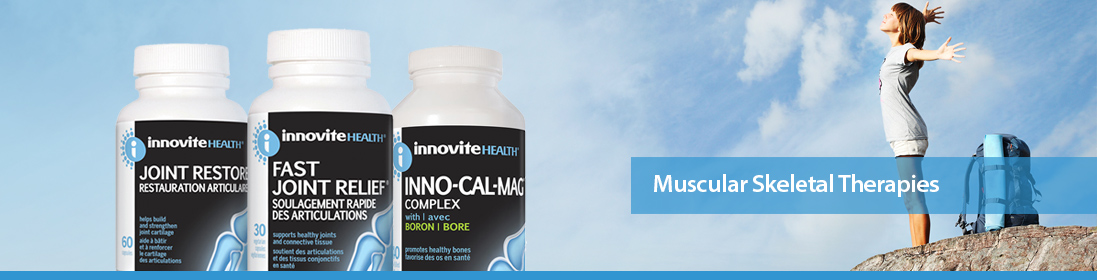 innovite HEALTH®
JOINT RESTORE
RESTAURATION ARTICULAIRE
helps build
and strengthen
joint cartilage
aide à bâtir
et à renforcer
le cartilage
des articulations
60
innovite HEALTH®
FAST
JOINT RELIEF®
SOULAGEMENT RAPIDE
DES ARTICULATIONS
30
supports healthy joints
and connective tissue
soutient des articulations
et des tissus conjonctifs
en santé
innovite HEALTH®
INNO-CAL-MAG
COMPLEX
with | avec
BORON | BORE
promotes healthy bones
favorise des os en santé
Muscular Skeletal Therapies